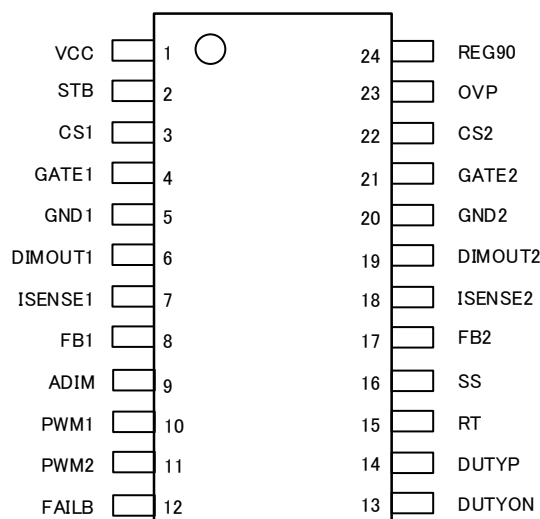 VCC 1 24 REG90
STB 2 23 OVP
CS1 3 22 CS2
GATE1 4 21 GATE2
GND1 5 20 GND2
DIMOUT1 6 19 DIMOUT2
ISENSE1 7 18 ISENSE2
FB1 8 17 FB2
ADIM 9 16 SS
PWM1 10 15 RT
PWM2 11 14 DUTYP
FAILB 12 13 DUTYON